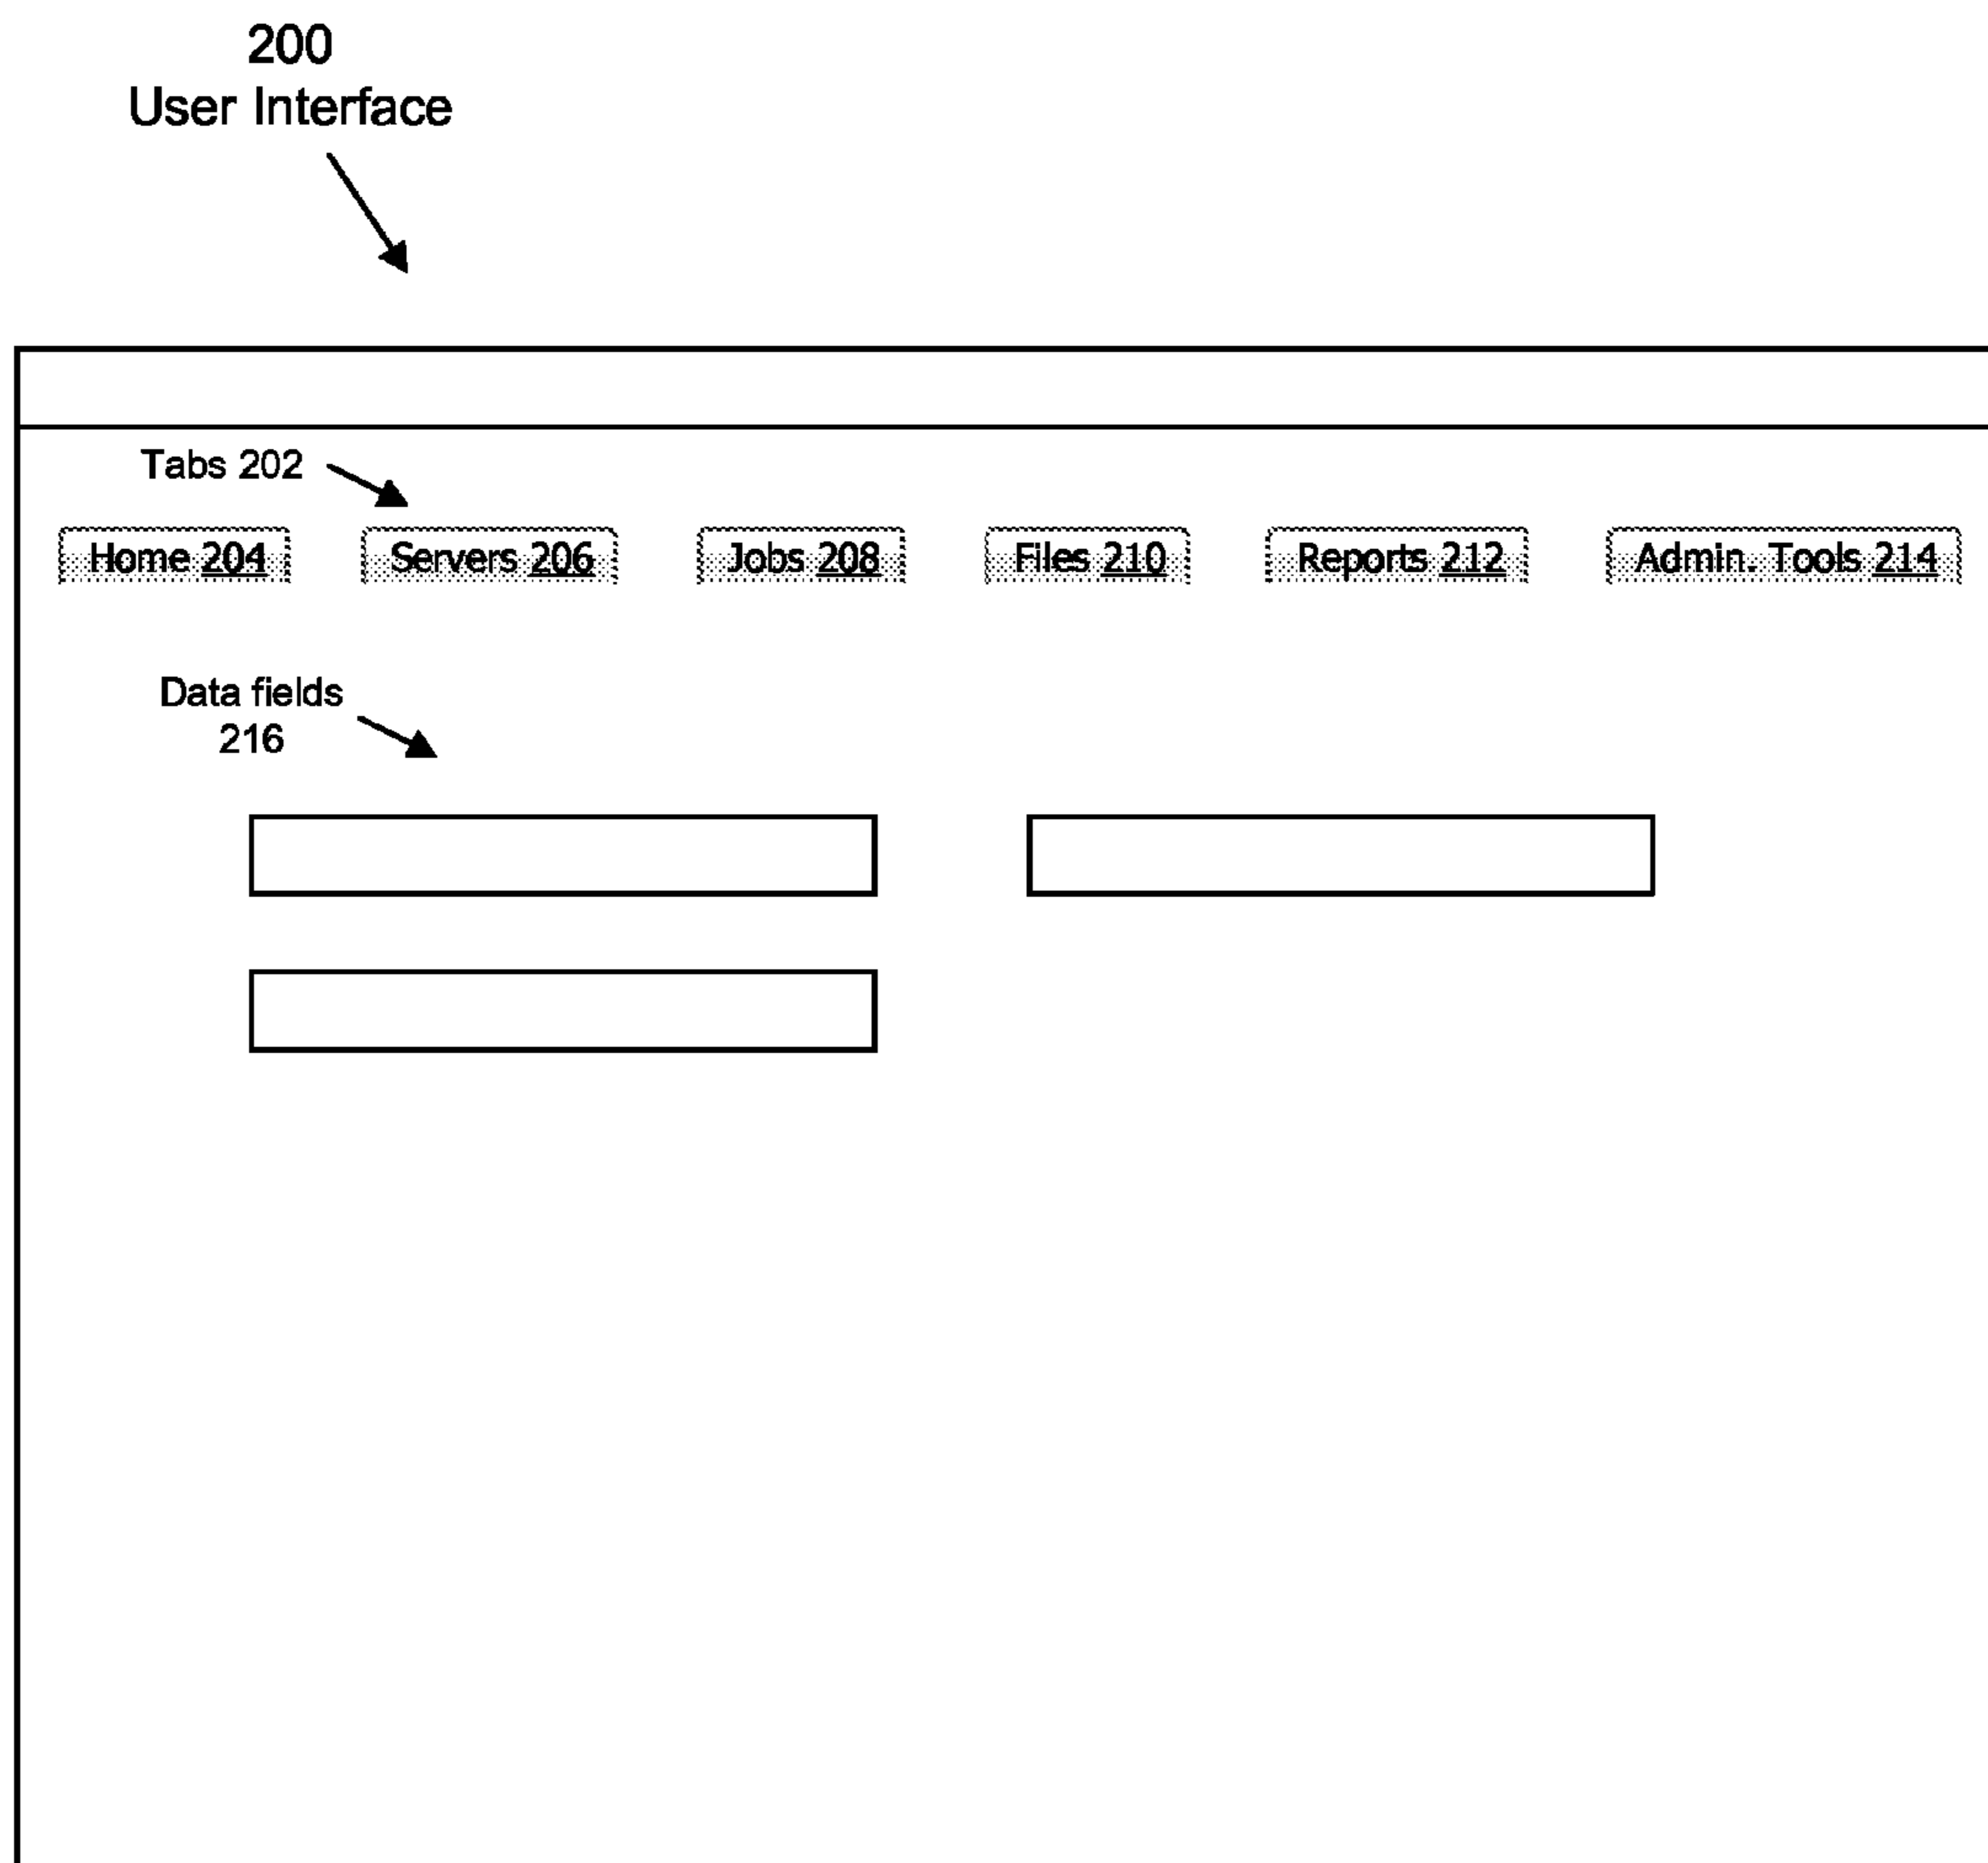 200
User Interface
Tabs 202
Home 204 Servers 206 Jobs 208 Files 210 Reports 212 Admin. Tools 214
Data fields
216